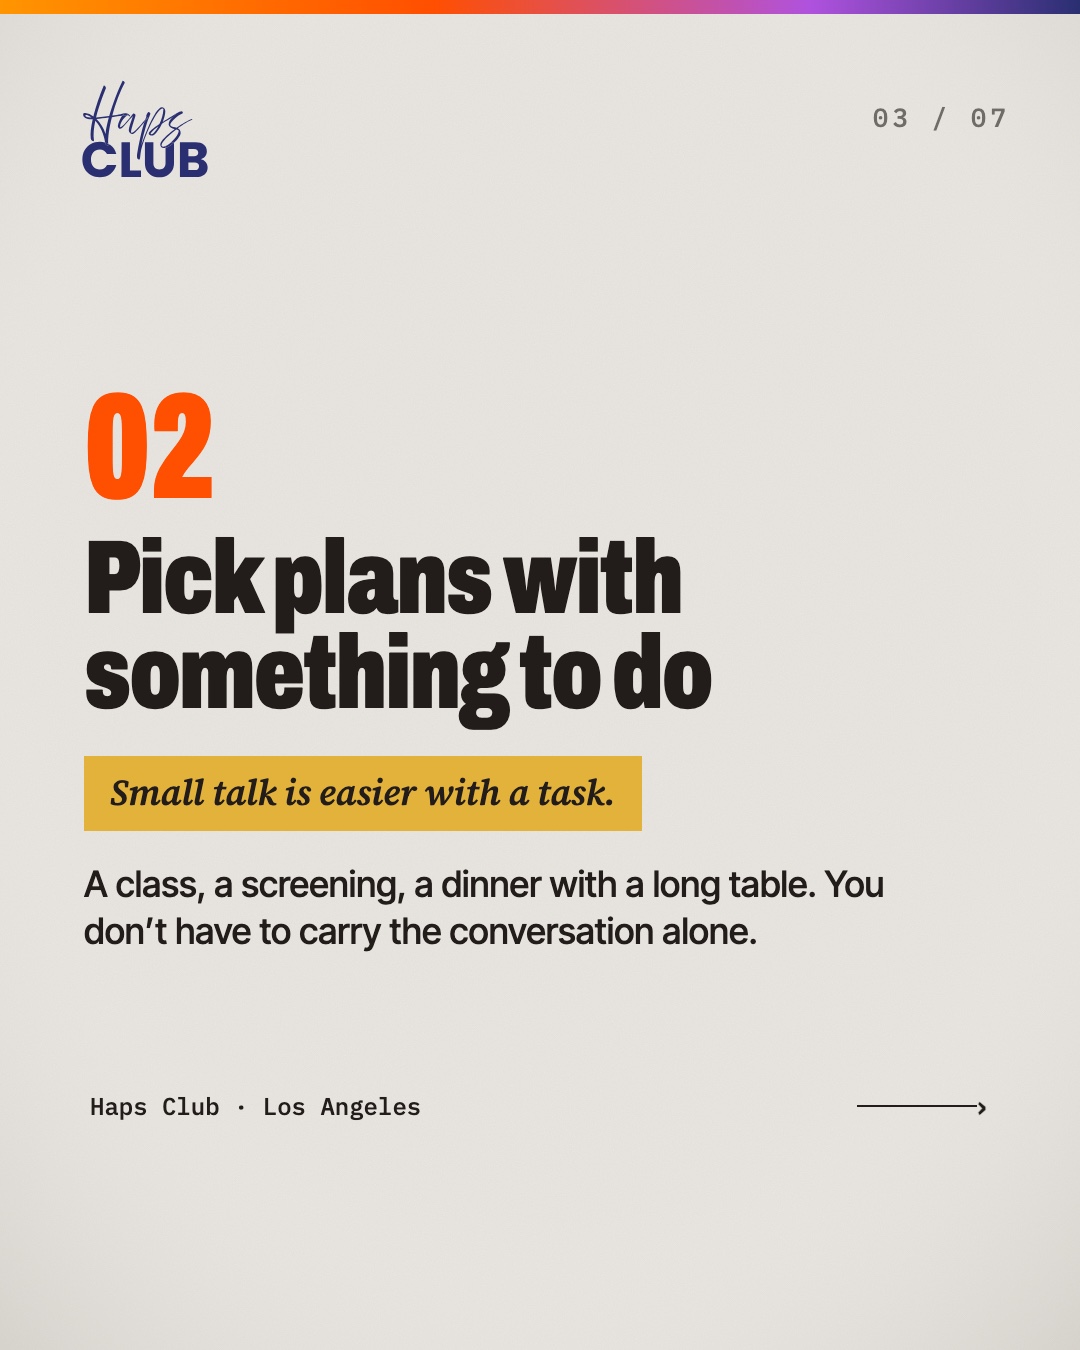 Haps
CLUB
03 / 07
02
Pick plans with
something to do
Small talk is easier with a task.
A class, a screening, a dinner with a long table. You
don’t have to carry the conversation alone.
Haps Club · Los Angeles